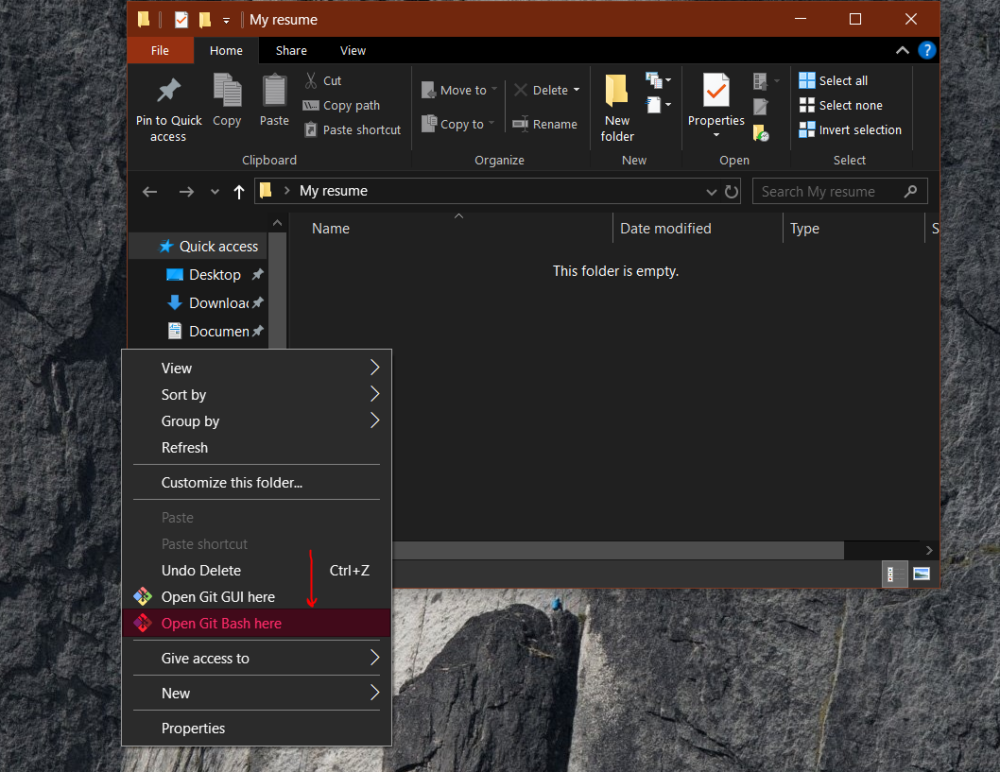 My resume
File Home Share View
?
Pin to Quick access
Copy
Paste
Cut
Copy path
Paste shortcut
Clipboard
Move to
Copy to
Delete
Rename
Organize
New folder
New
Properties
Open
Select all
Select none
Invert selection
Select
My resume
Search My resume
Name Date modified Type S
This folder is empty.
Quick access
Desktop
Downloac
Documen
View
Sort by
Group by
Refresh
Customize this folder...
Paste
Paste shortcut
Undo Delete Ctrl+Z
Open Git GUI here
Open Git Bash here
Give access to
New
Properties